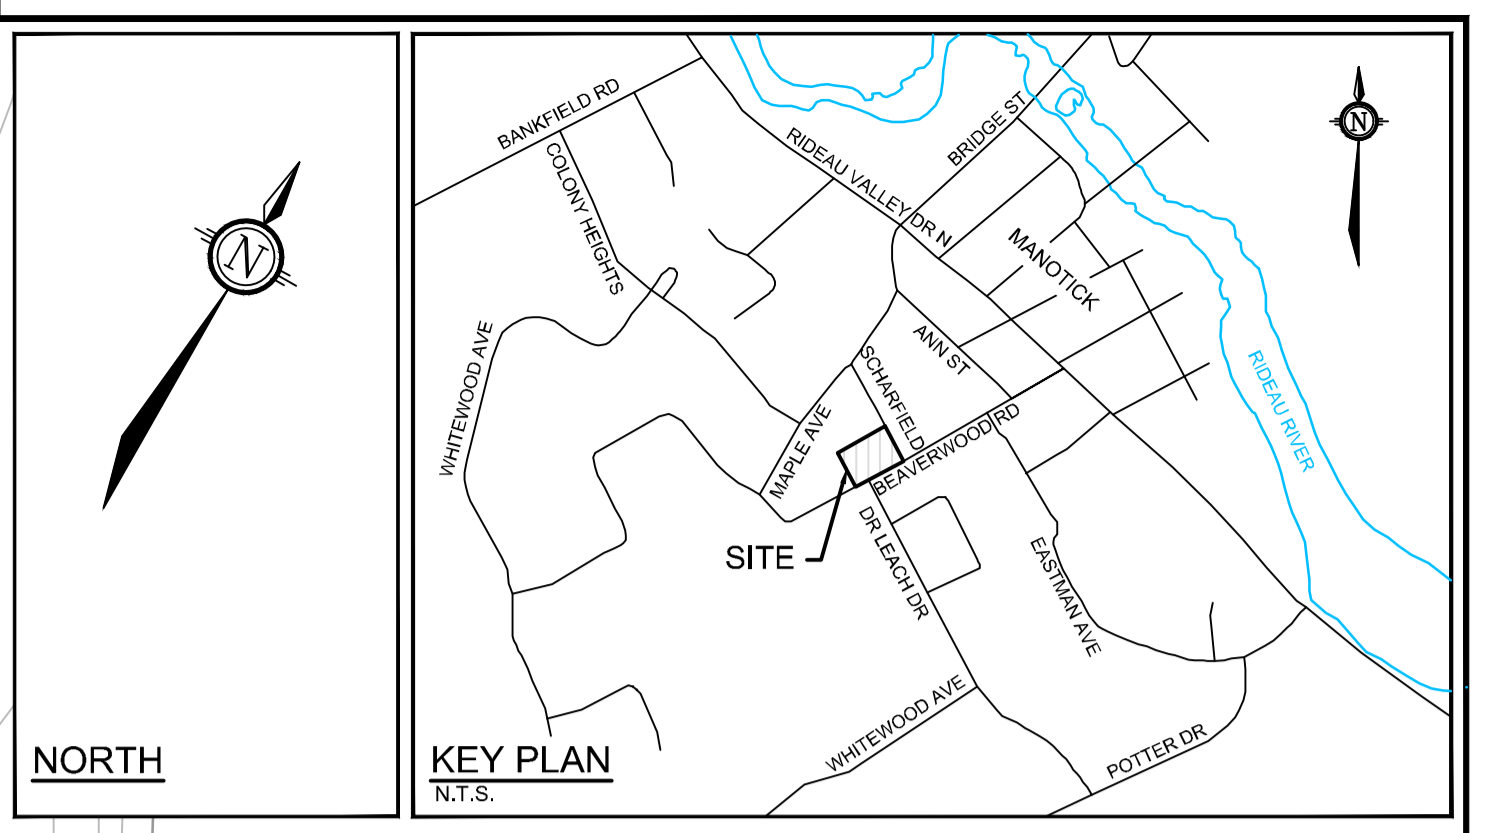 NORTH
N
KEY PLAN
N.T.S.
N
BANKFIELD RD
COLONY HEIGHTS
RIDEAU VALLEY DR N
BRIDGE ST
MANOTICK
WHITEWOOD AVE
ANN ST
SCHARFIELD
MAPLE AVE
BEAVERWOOD RD
RIDEAU RIVER
SITE
DR LEACH DR
EASTMAN AVE
WHITEWOOD AVE
POTTER DR